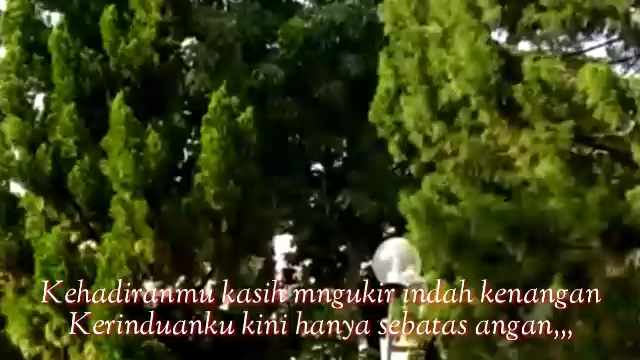 Kehadiranmu kasih mngukir indah kenangan
Kerinduanku kini hanya sebatas angan,,,